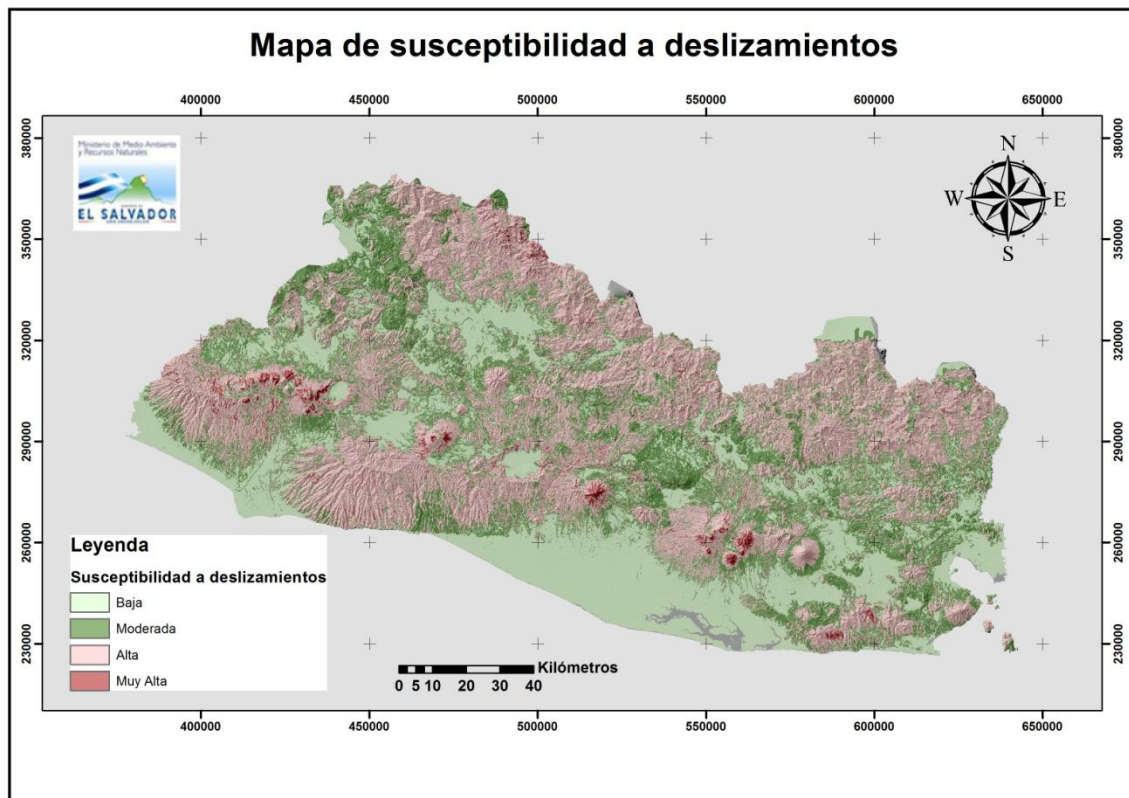 Mapa de susceptibilidad a deslizamientos
400000 450000 500000 550000 600000 650000
380000 380000
Ministerio de Medio Ambiente
y Recursos Naturales
EL SALVADOR
N
W E
S
350000 350000
320000 320000
290000 290000
260000 260000
230000 230000
Leyenda
Susceptibilidad a deslizamientos
Baja
Moderada
Alta
Muy Alta
Kilómetros
0 5 10 20 30 40
400000 450000 500000 550000 600000 650000